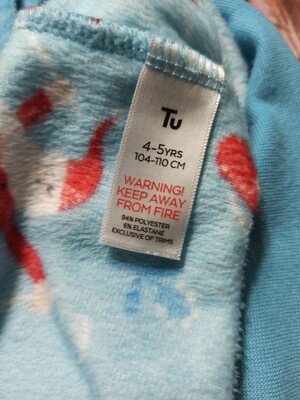 Tu
4-5YRS
104-110 CM
WARNING!
KEEP AWAY
FROM FIRE
94% POLYESTER
6% ELASTANE
EXCLUSIVE OF TRIMS